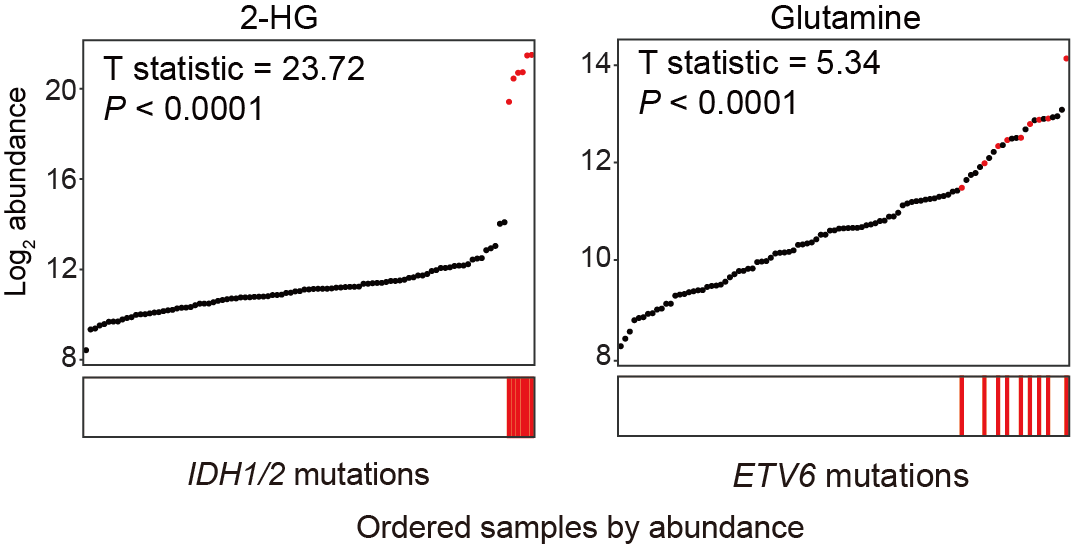 2-HG
T statistic = 23.72
P < 0.0001
20
16
12
8
Log2 abundance
IDH1/2 mutations
Glutamine
T statistic = 5.34
P < 0.0001
14
12
10
8
ETV6 mutations
Ordered samples by abundance